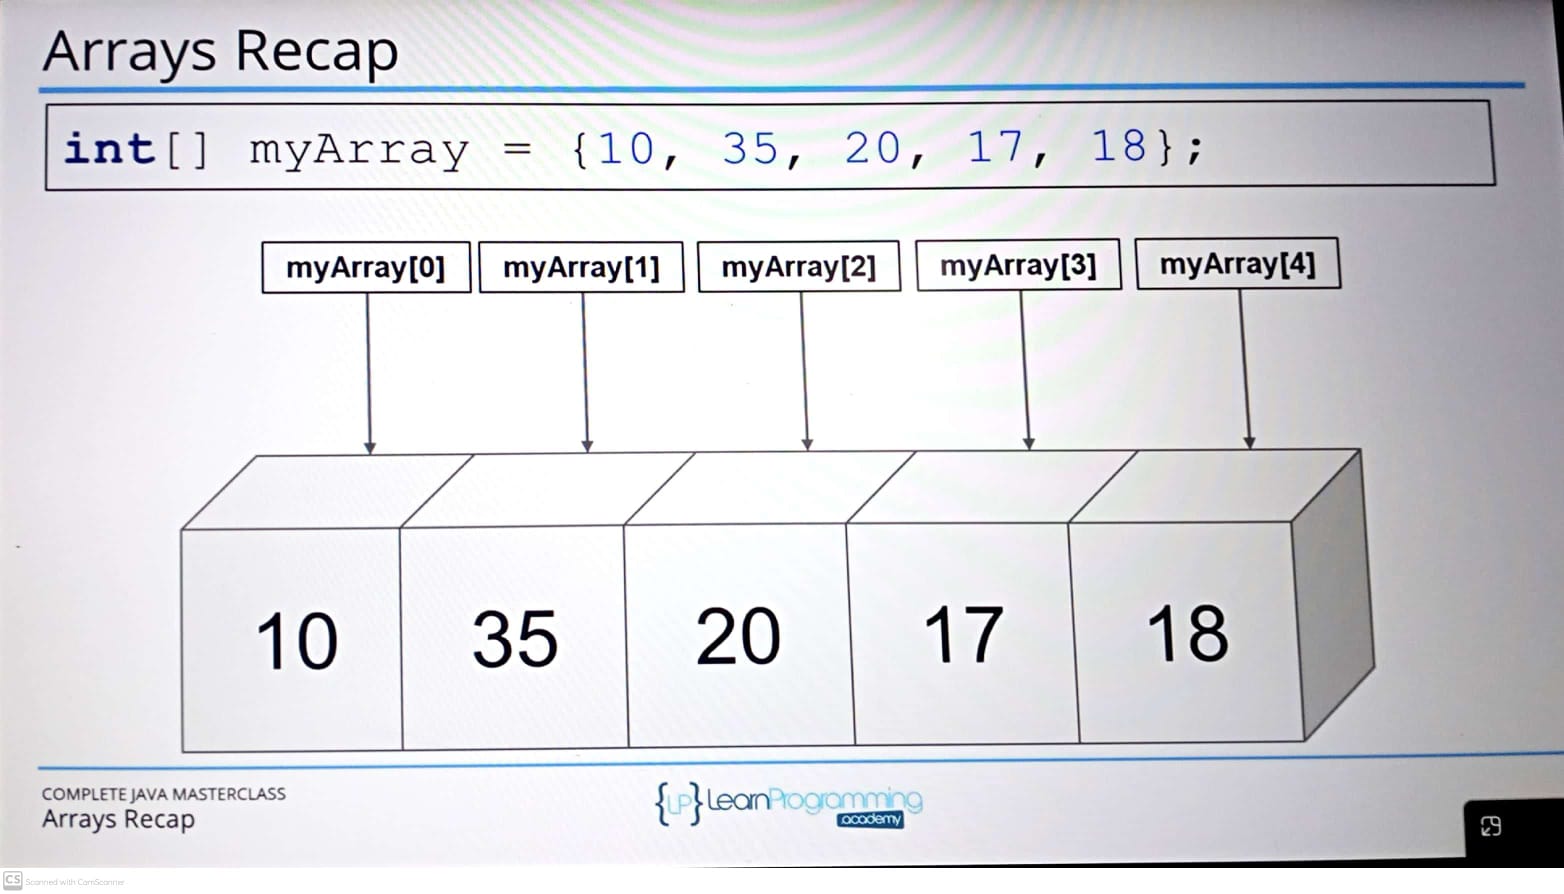 Arrays Recap
int[] myArray = {10, 35, 20, 17, 18};
myArray[0] myArray[1] myArray[2] myArray[3] myArray[4]
10 35 20 17 18
COMPLETE JAVA MASTERCLASS
Arrays Recap
{LP} LearnProgramming
.academy
CS Scanned with CamScanner